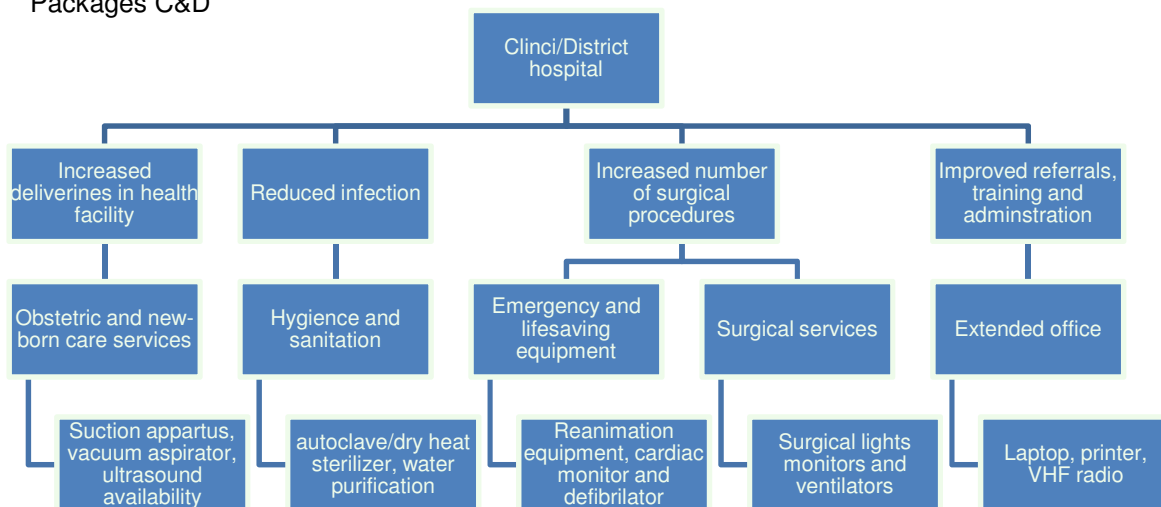 Packages C&D
Clinci/District
hospital
Increased
deliverines in health
facility
Reduced infection
Increased number
of surgical
procedures
Improved referrals,
training and
adminstration
Obstetric and new-
born care services
Hygience and
sanitation
Emergency and
lifesaving
equipment
Surgical services
Extended office
Suction appartus,
vacuum aspirator,
ultrasound
availability
autoclave/dry heat
sterilizer, water
purification
Reanimation
equipment, cardiac
monitor and
defibrilator
Surgical lights
monitors and
ventilators
Laptop, printer,
VHF radio